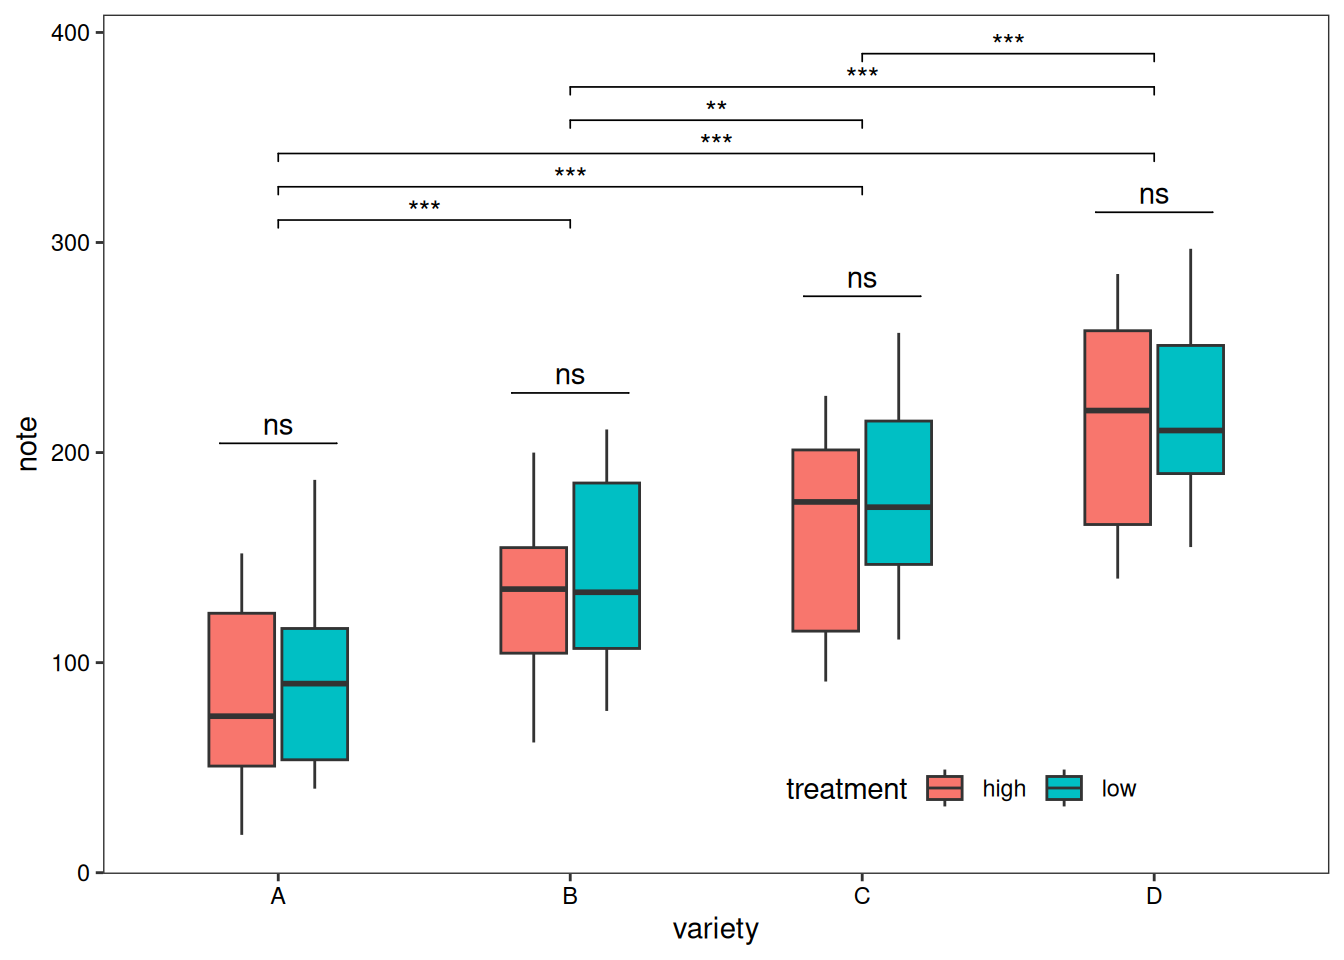 400
***
***
**
***
***
***
ns
300
ns
ns
ns
200
note
100
treatment high low
0
A B C D
variety